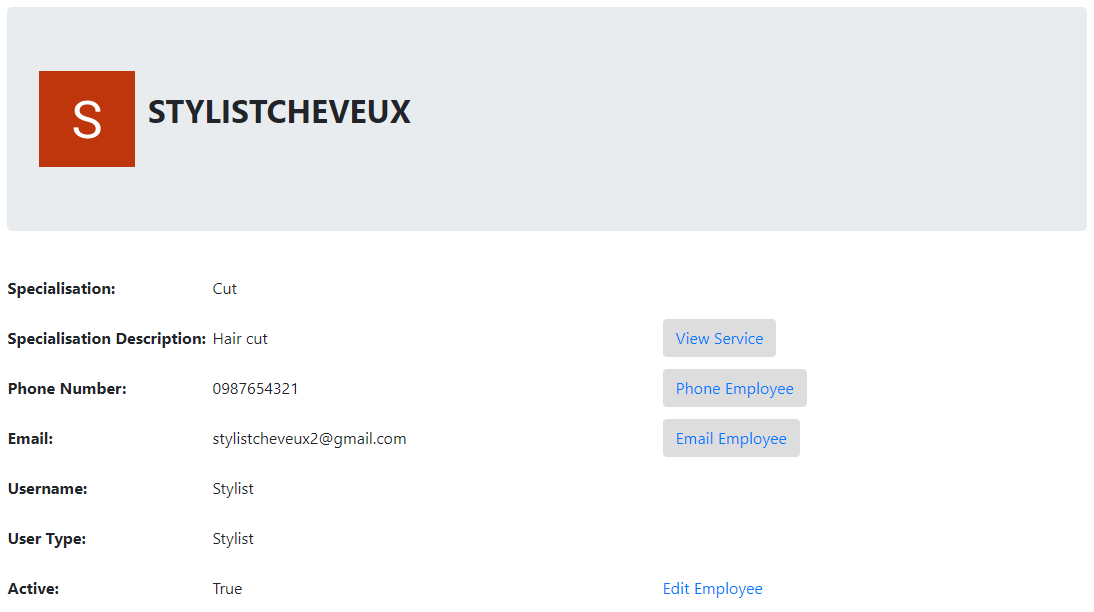 S
STYLISTCHEVEUX
Specialisation: Cut
Specialisation Description: Hair cut View Service
Phone Number: 0987654321 Phone Employee
Email: stylistcheveux2@gmail.com Email Employee
Username: Stylist
User Type: Stylist
Active: True Edit Employee